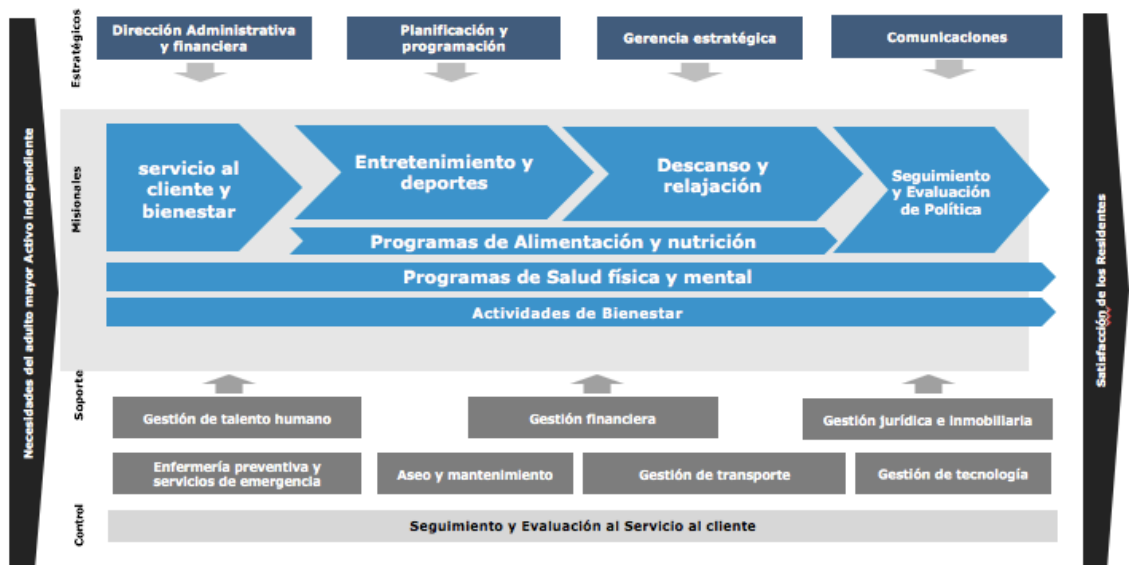 Estratégicos
Dirección Administrativa
y financiera
Planificación y
programación
Gerencia estratégica
Comunicaciones
Necesidades del adulto mayor Activo independiente
Misionales
servicio al
cliente y
bienestar
Entretenimiento y
deportes
Descanso y
relajación
Seguimiento
y Evaluación
de Política
Programas de Alimentación y nutrición
Programas de Salud física y mental
Actividades de Bienestar
Satisfacción de los Residentes
Soporte
Gestión de talento humano
Gestión financiera
Gestión jurídica e inmobiliaria
Enfermería preventiva y
servicios de emergencia
Aseo y mantenimiento
Gestión de transporte
Gestión de tecnología
Control
Seguimiento y Evaluación al Servicio al cliente